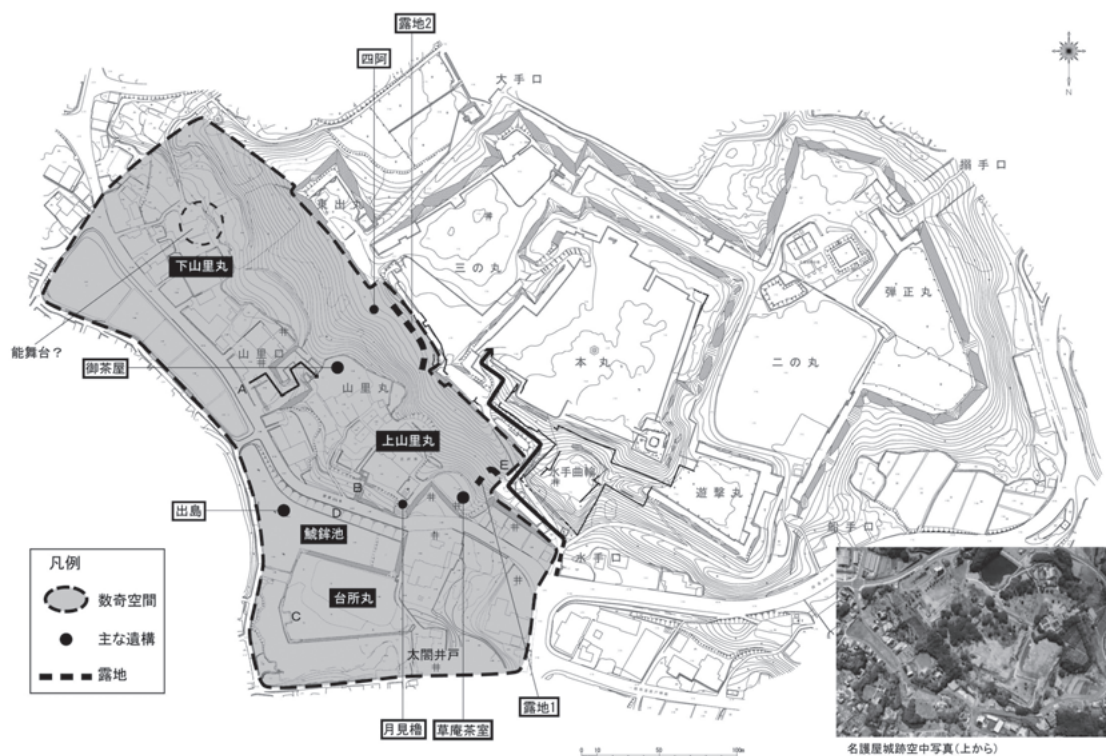 露地2
四阿
大手口
N
搦手口
東出丸
三の丸
下山里丸
弾正丸
能舞台？
山里口
本丸
二の丸
御茶屋
A
山里丸
上山里丸
E
水手曲輪
遊撃丸
B
出島
D
鯱鉾池
船手口
水手口
凡例
数奇空間
主な遺構
露地
台所丸
C
太閤井戸
露地1
月見櫓
草庵茶室
0 10 50 100m
名護屋城跡空中写真(上から)